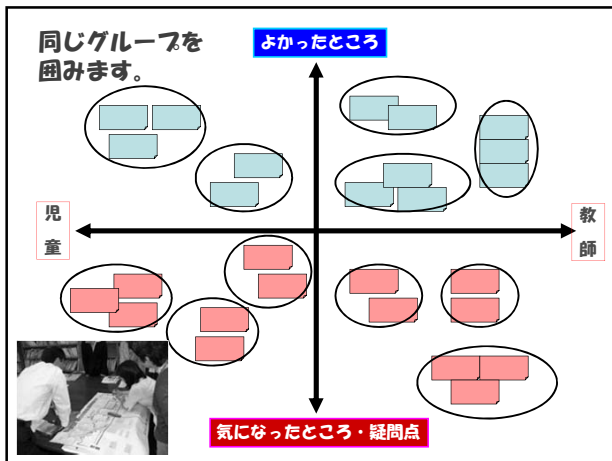 同じグループを
囲みます。
よかったところ
児童
教師
気になったところ・疑問点